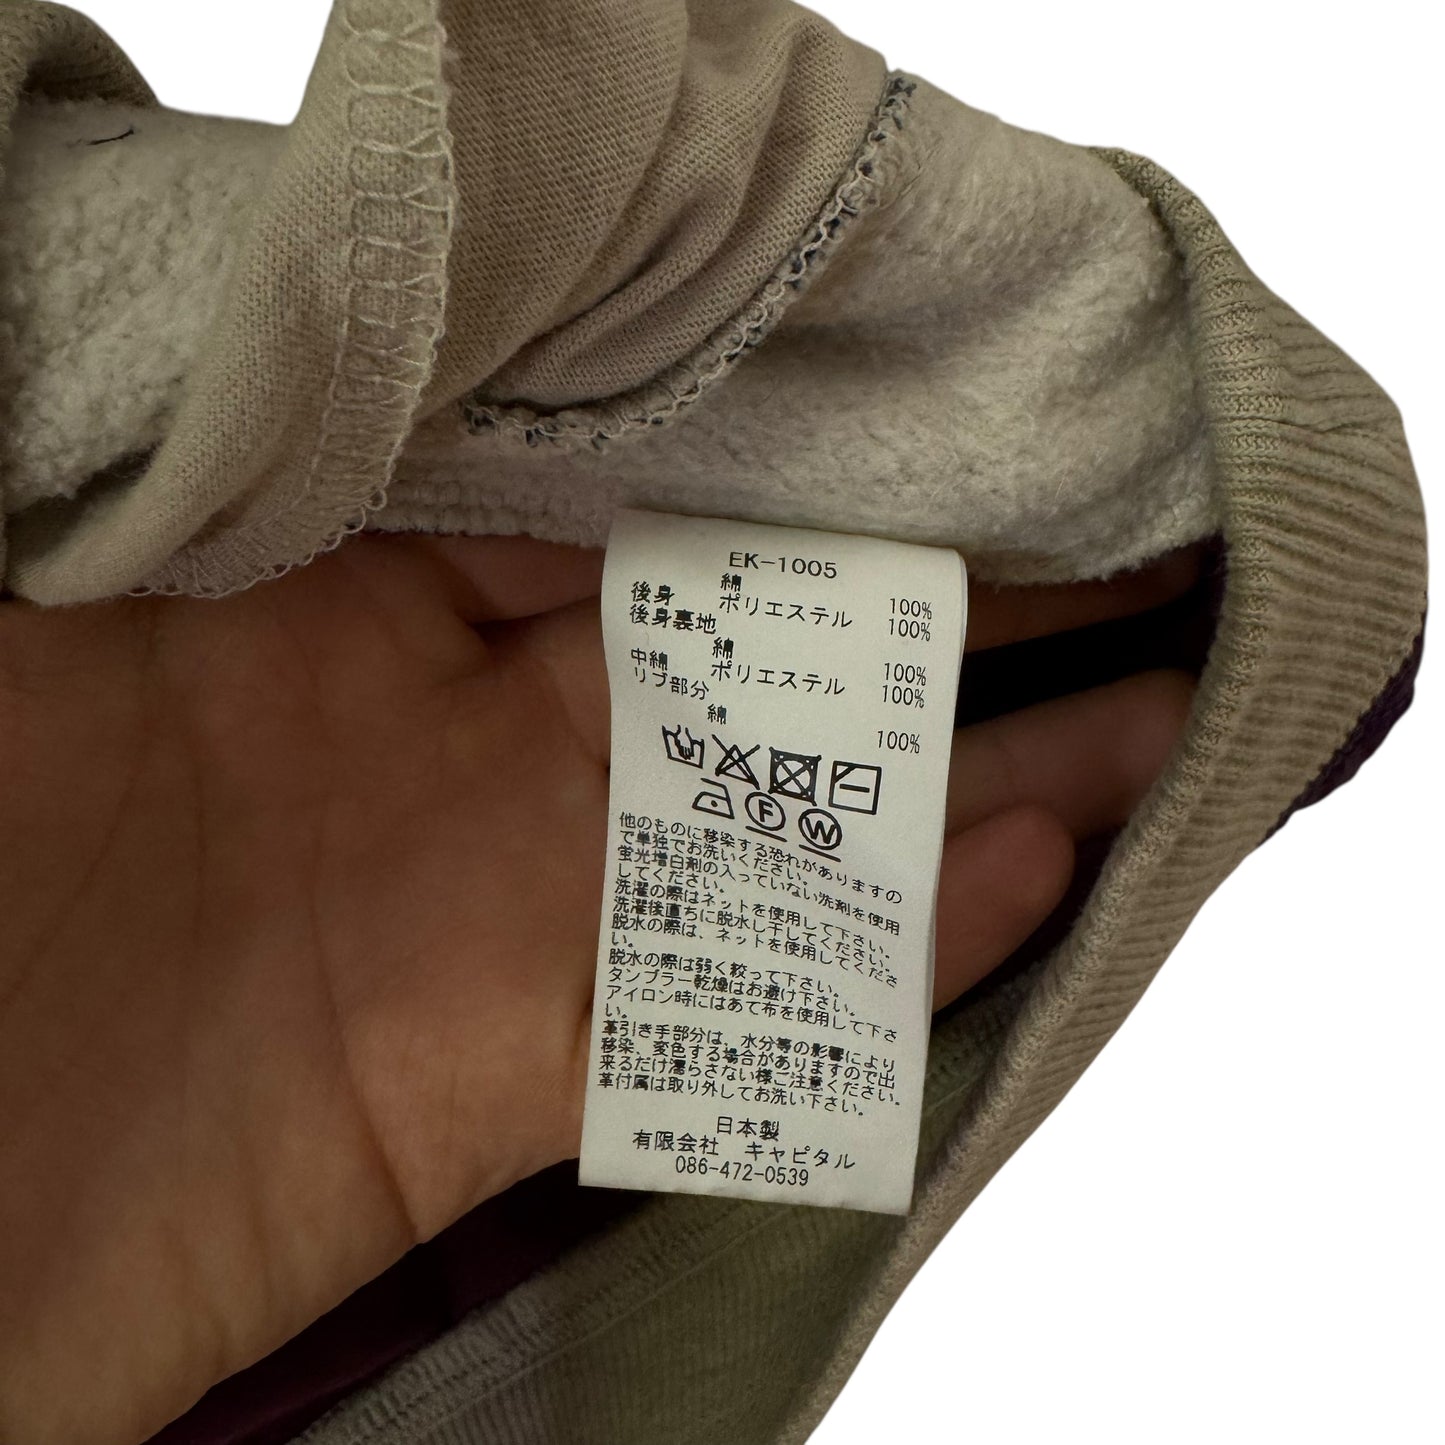 EK-1005
綿 100%
後身 ポリエステル 100%
後身裏地
綿 100%
中綿 ポリエステル 100%
リブ部分
綿 100%
F W
他のものに移染する恐れがありますの
で単独でお洗いください。
蛍光増白剤の入っていない洗剤を使用
してください。
洗濯の際はネットを使用して下さい。
洗濯後直ちに脱水し干してください。
脱水の際は、ネットを使用してくださ
い。
脱水の際は弱く絞って下さい。
タンブラー乾燥はお避け下さい。
アイロン時にはあて布を使用して下さ
い。
革引き手部分は、水分等の影響により
移染、変色する場合がありますので出
来るだけ濡らさない様ご注意ください。
革付属は取り外してお洗い下さい。
日本製
有限会社 キャピタル
086-472-0539